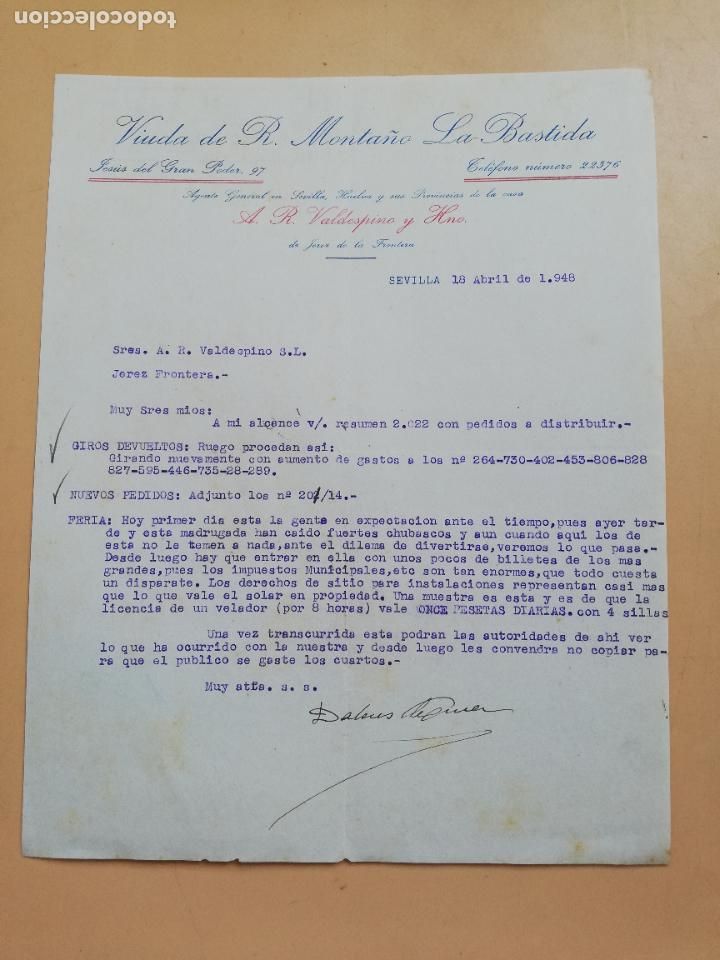 todocoleccion
Viuda de R. Montaño La-Bastida
Jesús del Gran Poder, 97
Teléfono número 22376
Agente General en Sevilla, Huelva y sus Provincias de la casa
A. R. Valdespino y Hno.
de Jerez de la Frontera
SEVILLA 18 Abril de 1.948
Sres. A. R. Valdespino S.L.
Jerez Frontera.-
Muy Sres mios:
A mi alcance v/. resumen 2.022 con pedidos a distribuir.-
GIROS DEVUELTOS: Ruego procedan asi:
Girando nuevamente con aumento de gastos a los nº 264-730-402-453-806-828
827-595-446-735-28-289.
NUEVOS PEDIDOS: Adjunto los nº 201/14.-
FERIA: Hoy primer dia esta la gente en expectacion ante el tiempo,pues ayer tar-
de y esta madrugada han caido fuertes chubascos y aun cuando aqui los de
esta no le temen a nada,ante el dilema de divertirse,veremos lo que pasa.-
Desde luego hay que entrar en ella con unos pocos de billetes de los mas
grandes,pues los impuestos Municipales,etc son tan enormes,que todo cuesta
un disparate. Los derechos de sitio para instalaciones representan casi mas
que lo que vale el solar en propiedad. Una muestra es esta y es de que la
licencia de un velador (por 8 horas) vale ONCE PESETAS DIARIAS. con 4 sillas
Una vez transcurrida esta podran las autoridades de ahi ver
lo que ha ocurrido con la nuestra y desde luego les convendra no copiar pa-
ra que el publico se gaste los cuartos.-
Muy atta. s. s.